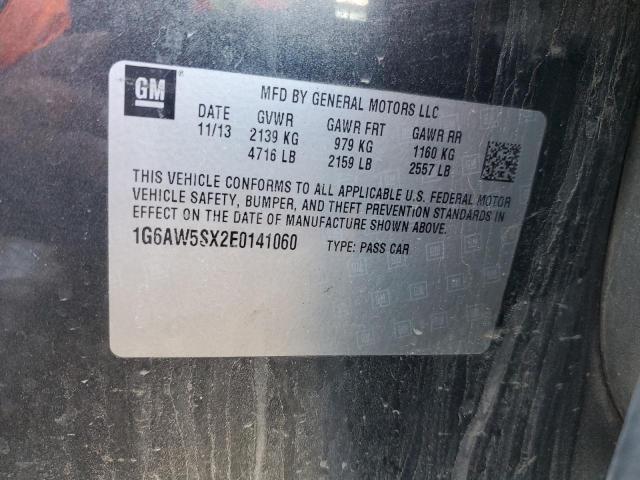 GM
MFD BY GENERAL MOTORS LLC
DATE GVWR GAWR FRT GAWR RR
11/13 2139 KG 979 KG 1160 KG
4716 LB 2159 LB 2557 LB
THIS VEHICLE CONFORMS TO ALL APPLICABLE U.S. FEDERAL MOTOR
VEHICLE SAFETY, BUMPER, AND THEFT PREVENTION STANDARDS IN
EFFECT ON THE DATE OF MANUFACTURE SHOWN ABOVE.
1G6AW5SX2E0141060 TYPE: PASS CAR